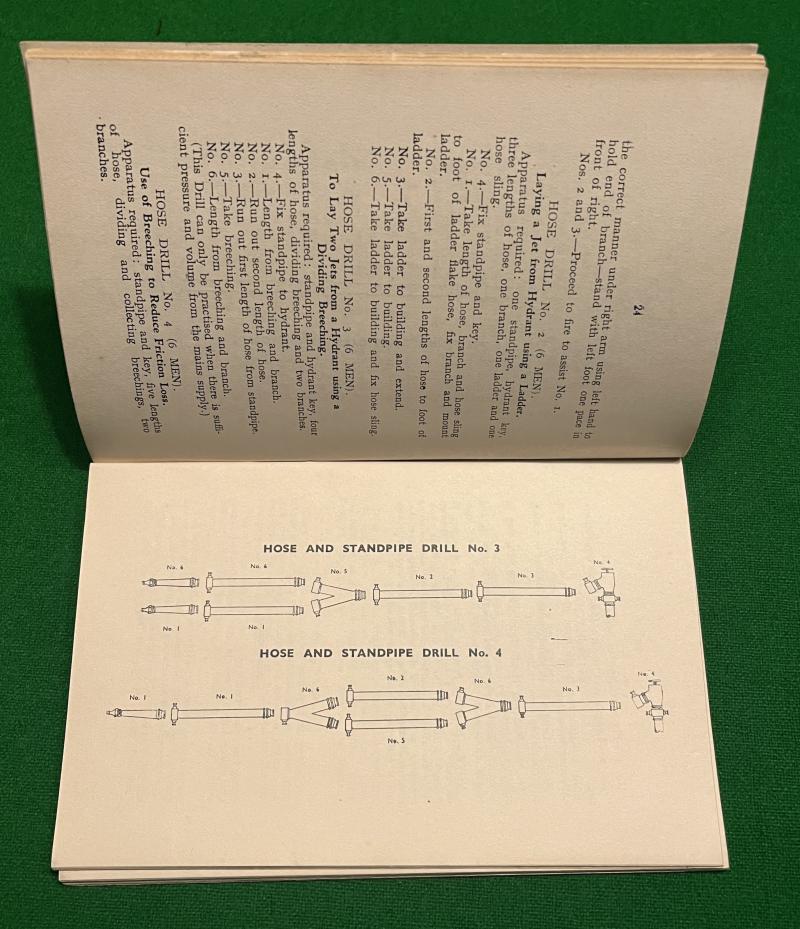 24
the correct manner under right arm using left hand to
hold end of branch—stand with left foot one pace in
front of right.
Nos. 2 and 3.—Proceed to fire to assist No. 1.
HOSE DRILL No. 2 (6 MEN).
Laying a Jet from Hydrant using a Ladder.
Apparatus required: one standpipe, hydrant key,
three lengths of hose, one branch, one ladder and one
hose sling.
No. 4.—Fix standpipe and key.
No. 1.—Take length of hose, branch and hose sling
to foot of ladder flake hose, fix branch and mount
ladder.
No. 2.—First and second lengths of hose to foot of
ladder.
No. 3.—Take ladder to building and extend.
No. 5.—Take ladder to building.
No. 6.—Take ladder to building and fix hose sling.
HOSE DRILL No. 3 (6 MEN).
To Lay Two Jets from a Hydrant using a
Dividing Breeching.
Apparatus required: standpipe and hydrant key, four
lengths of hose, dividing breeching and two branches.
No. 4.—Fix standpipe to hydrant.
No. 1.—Length from breeching and branch.
No. 2.—Run out second length of hose.
No. 3.—Run out first length of hose from standpipe.
No. 5.—Take breeching.
No. 6.—Length from breeching and branch.
(This Drill can only be practised when there is suffi-
cient pressure and volume from the mains supply.)
HOSE DRILL No. 4 (6 MEN).
Use of Breeching to Reduce Friction Loss.
Apparatus required: standpipe and key, five lengths
of hose, dividing and collecting breechings, two
branches.
HOSE AND STANDPIPE DRILL No. 3
No. 6 No. 6 No. 5 No. 2 No. 3 No. 4
No. 1 No. 1
HOSE AND STANDPIPE DRILL No. 4
No. 1 No. 1 No. 6 No. 2 No. 6 No. 3 No. 4
No. 5